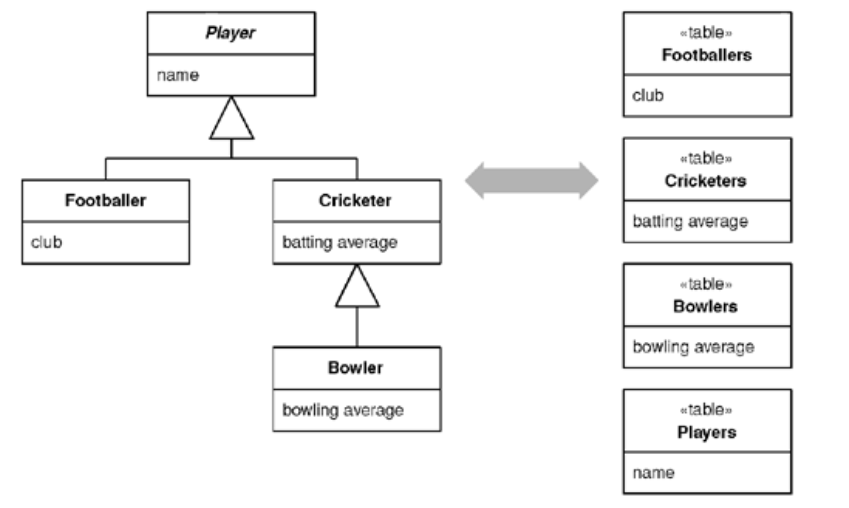 Player
name
Footballer
club
Cricketer
batting average
Bowler
bowling average
«table»
Footballers
club
«table»
Cricketers
batting average
«table»
Bowlers
bowling average
«table»
Players
name